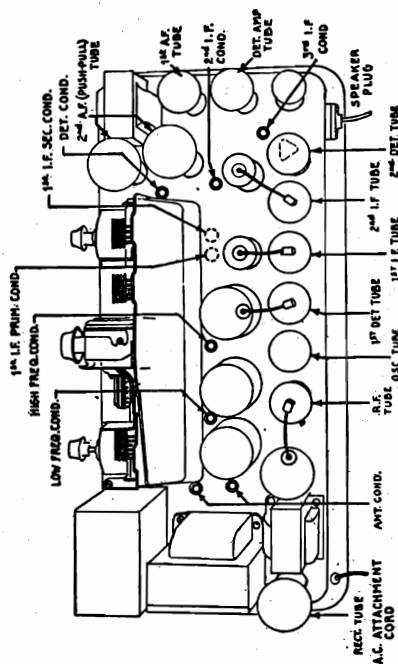 1st A.F.
TUBE
2nd I.F.
COND.
DET. AMP
TUBE
3rd I.F
COND
2nd A.F. (PUSH-PULL)
TUBE
DET. COND.
1st I.F. SEC. COND.
1st I.F. PRIM. COND.
HIGH FREQ. COND.
LOW FREQ. COND.
SPEAKER
PLUG
2nd DET TUBE
2nd I.F TUBE
1ST I.F. TUBE
1ST DET TUBE
OSC TUBE
R.F.
TUBE
ANT. COND.
RECT. TUBE
A.C. ATTACHMENT
CORD